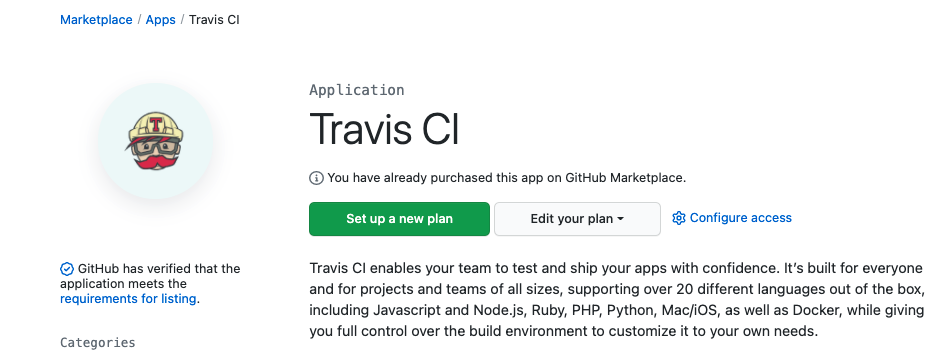 Marketplace / Apps / Travis CI
T
Application
Travis CI
You have already purchased this app on GitHub Marketplace.
Set up a new plan
Edit your plan
Configure access
GitHub has verified that the
application meets the
requirements for listing.
Categories
Travis CI enables your team to test and ship your apps with confidence. It’s built for everyone
and for projects and teams of all sizes, supporting over 20 different languages out of the box,
including Javascript and Node.js, Ruby, PHP, Python, Mac/iOS, as well as Docker, while giving
you full control over the build environment to customize it to your own needs.